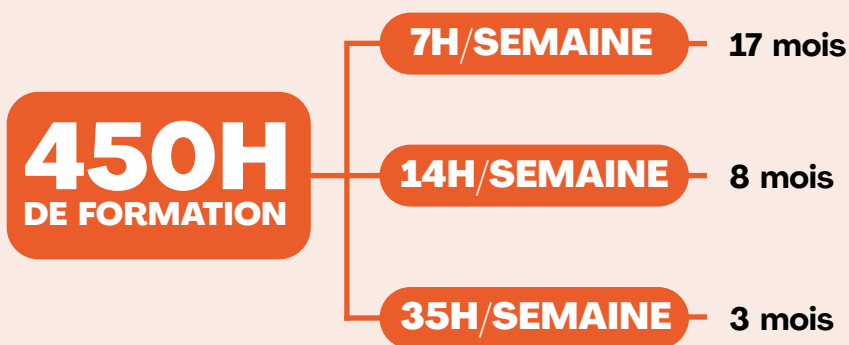 450H
DE FORMATION
7H/SEMAINE
17 mois
14H/SEMAINE
8 mois
35H/SEMAINE
3 mois